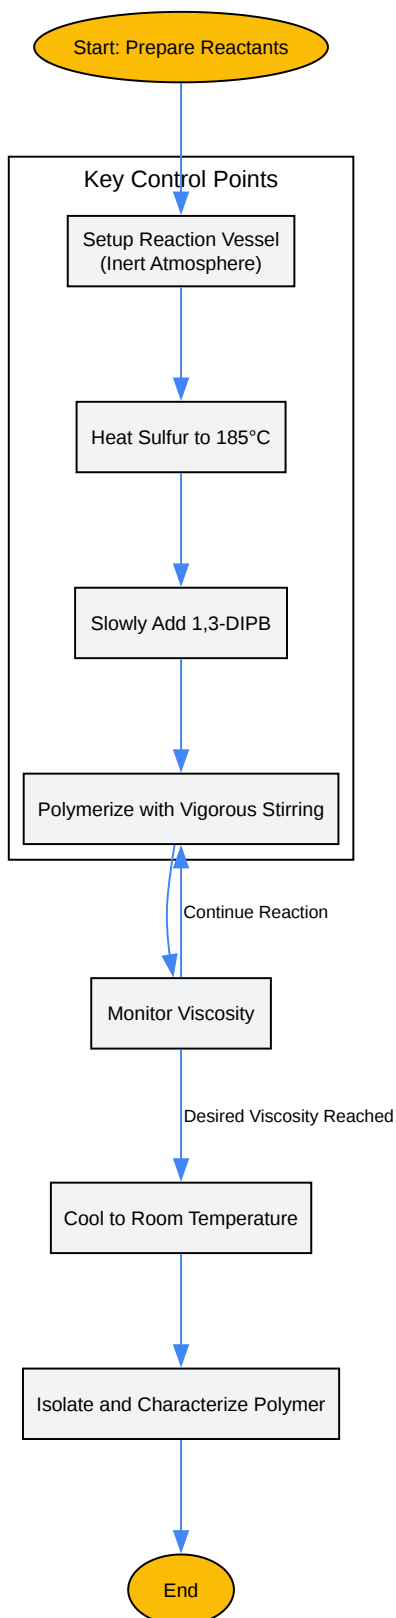 Start: Prepare Reactants
Key Control Points
Setup Reaction Vessel
(Inert Atmosphere)
Heat Sulfur to 185°C
Slowly Add 1,3-DIPB
Polymerize with Vigorous Stirring
Continue Reaction
Monitor Viscosity
Desired Viscosity Reached
Cool to Room Temperature
Isolate and Characterize Polymer
End